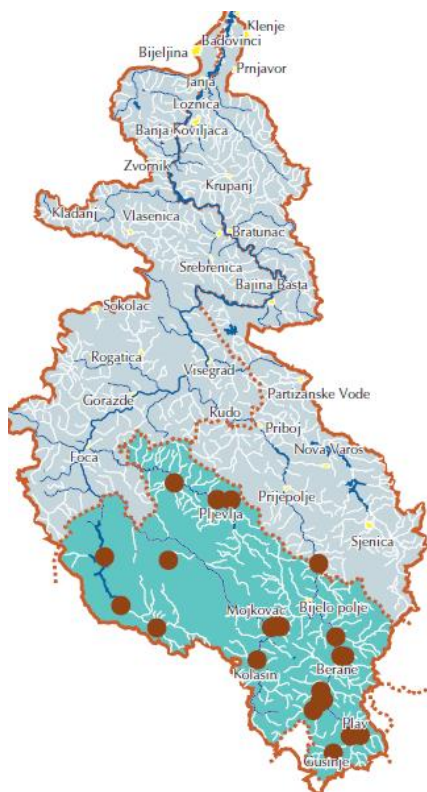 Klenje
Badovinci
Bijeljina
Prnjavor
Janja
Loznica
Banja Koviljaca
Zvornik
Krupanj
Kladanj
Vlasenica
Bratunac
Srebrenica
Bajina Basta
Sokolac
Rogatica
Visegrad
Partizanske Vode
Gorazde
Rudo
Priboj
Foca
Nova Varos
Prijepolje
Pljevlja
Sjenica
Mojkovac
Bijelo polje
Berane
Kolasin
Plav
Gusinje